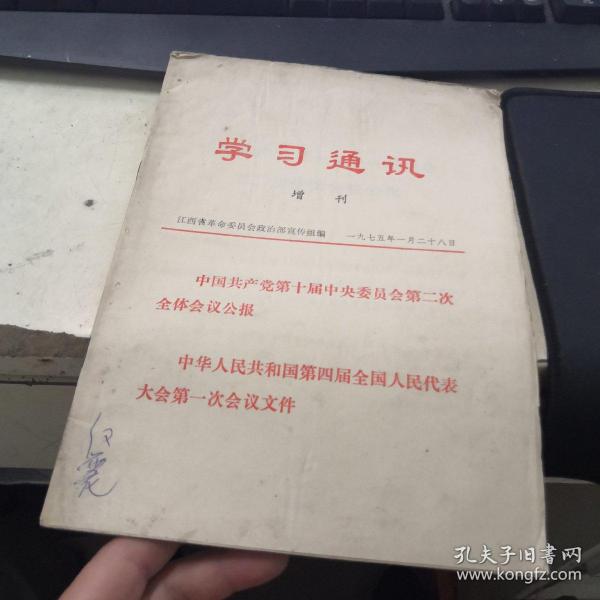 学习通讯
增刊
江西省革命委员会政治部宣传组编 一九七五年一月二十八日
中国共产党第十届中央委员会第二次
全体会议公报
中华人民共和国第四届全国人民代表
大会第一次会议文件
孔夫子旧书网
www.kongfz.com